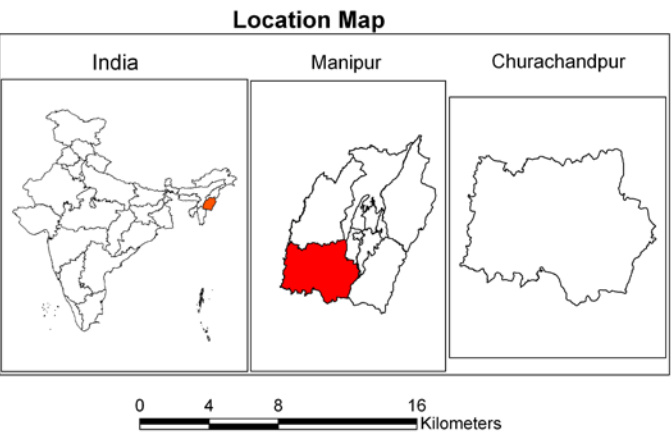 Location Map
India
Manipur
Churachandpur
0 4 8 16
Kilometers